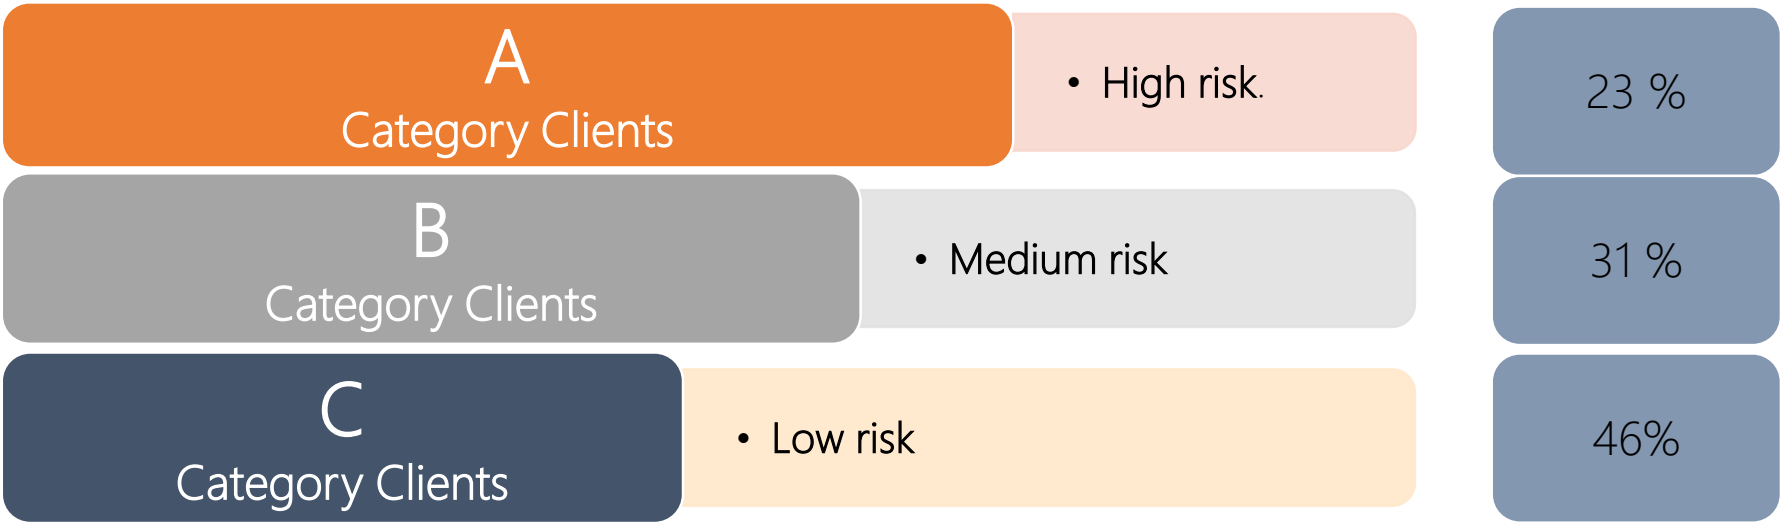 A
Category Clients
• High risk.
23 %
B
Category Clients
• Medium risk
31 %
C
Category Clients
• Low risk
46%